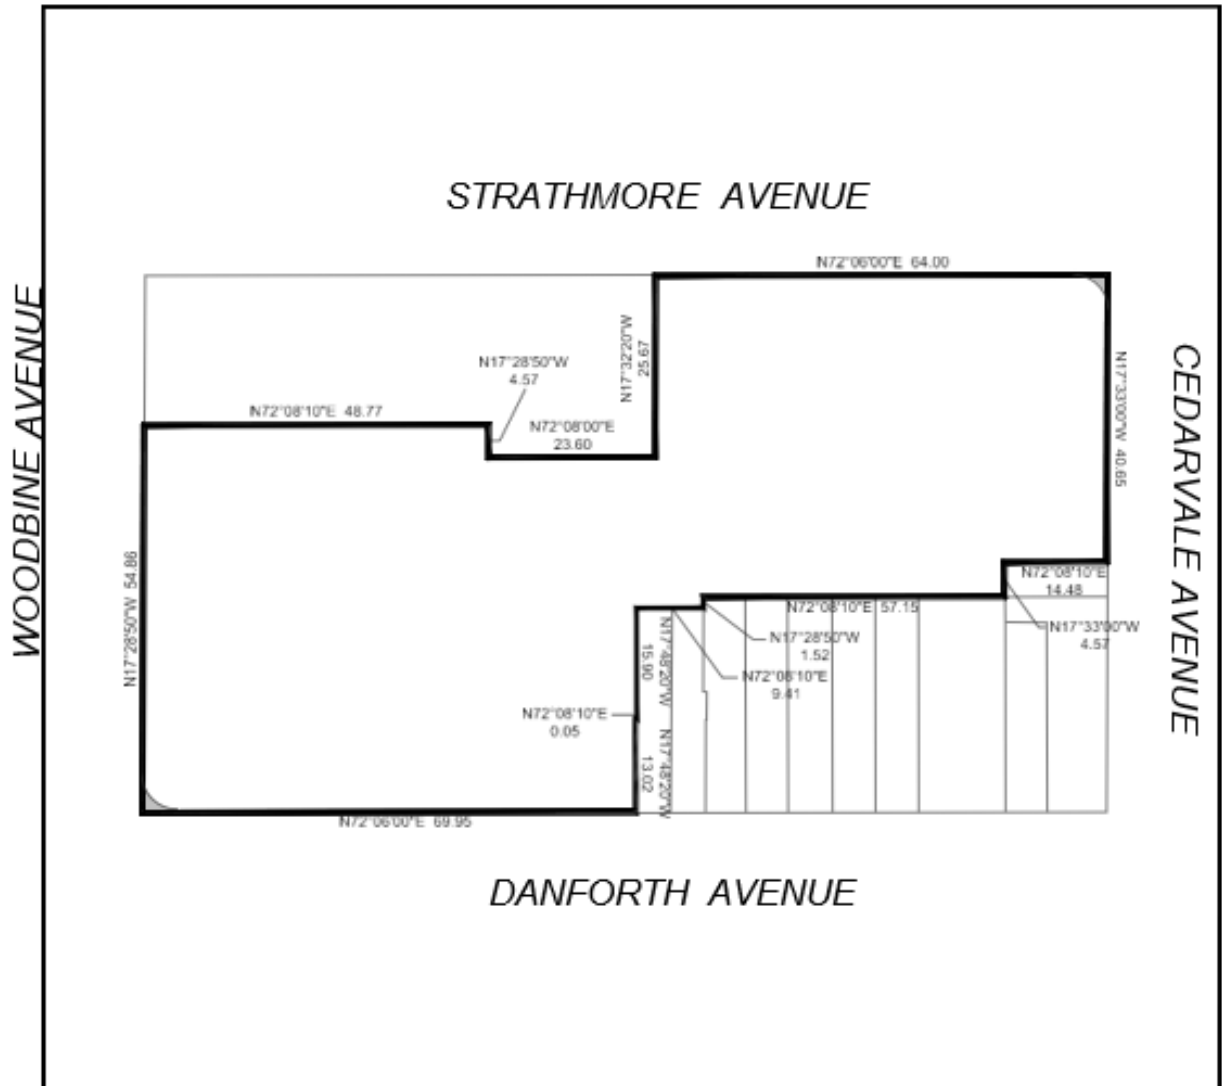 STRATHMORE AVENUE
N72°06'00"E 64.00
N17°32'20"W
25.67
N17°28'50"W
4.57
N72°08'10"E 48.77
N72°08'00"E
23.60
WOODBINE AVENUE
CEDARVALE AVENUE
N17°33'00"W 40.65
N17°28'50"W 54.86
N72°08'10"E
14.48
N72°08'10"E 57.15
N17°33'00"W
4.57
N17°28'50"W
1.52
N72°08'10"E
9.41
N17°48'20"W
15.90
N72°08'10"E
0.05
N17°48'20"W
13.02
N72°06'00"E 69.95
DANFORTH AVENUE